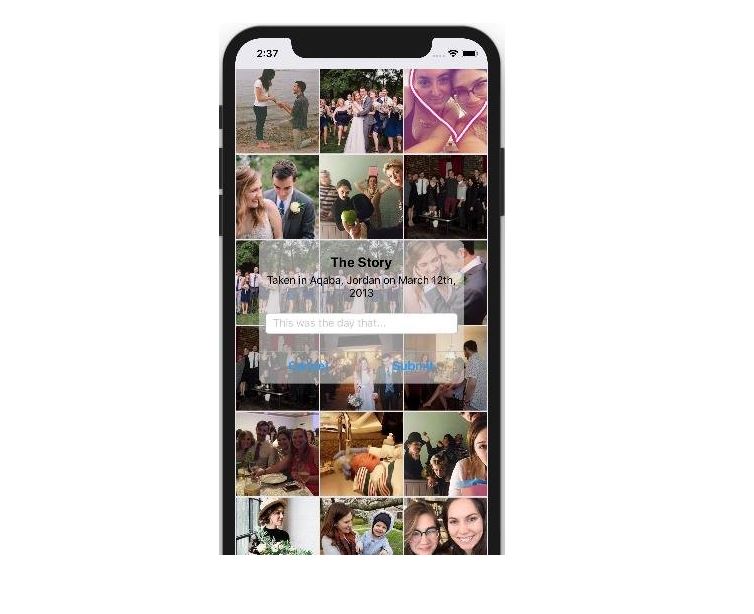 2:37
The Story
Taken in Aqaba, Jordan on March 12th,
2013
This was the day that...
Cancel Submit